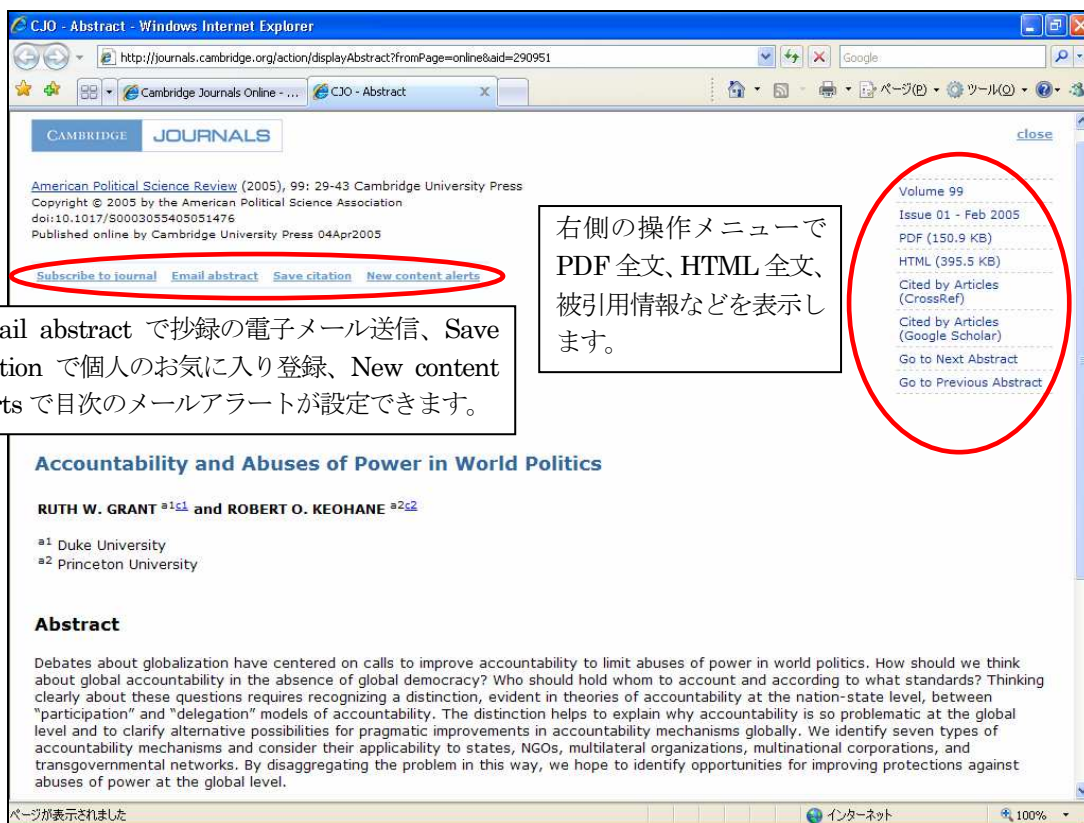 CJO - Abstract - Windows Internet Explorer
http://journals.cambridge.org/action/displayAbstract?fromPage=online&aid=290951
Google
Cambridge Journals Online - ...
CJO - Abstract
X
ページ(P)
ツール(O)
CAMBRIDGE JOURNALS
close
American Political Science Review (2005), 99: 29-43 Cambridge University Press
Copyright © 2005 by the American Political Science Association
doi:10.1017/S0003055405051476
Published online by Cambridge University Press 04Apr2005
Subscribe to journal Email abstract Save citation New content alerts
Volume 99
Issue 01 - Feb 2005
PDF (150.9 KB)
HTML (395.5 KB)
Cited by Articles
(CrossRef)
Cited by Articles
(Google Scholar)
Go to Next Abstract
Go to Previous Abstract
右側の操作メニューで
PDF 全文、HTML 全文、
被引用情報などを表示し
ます。
ail abstract で抄録の電子メール送信、Save
tion で個人のお気に入り登録、New content
rts で目次のメールアラートが設定できます。
Accountability and Abuses of Power in World Politics
RUTH W. GRANT a1c1 and ROBERT O. KEOHANE a2c2
a1 Duke University
a2 Princeton University
Abstract
Debates about globalization have centered on calls to improve accountability to limit abuses of power in world politics. How should we think
about global accountability in the absence of global democracy? Who should hold whom to account and according to what standards? Thinking
clearly about these questions requires recognizing a distinction, evident in theories of accountability at the nation-state level, between
“participation” and “delegation” models of accountability. The distinction helps to explain why accountability is so problematic at the global
level and to clarify alternative possibilities for pragmatic improvements in accountability mechanisms globally. We identify seven types of
accountability mechanisms and consider their applicability to states, NGOs, multilateral organizations, multinational corporations, and
transgovernmental networks. By disaggregating the problem in this way, we hope to identify opportunities for improving protections against
abuses of power at the global level.
ページが表示されました
インターネット
100%